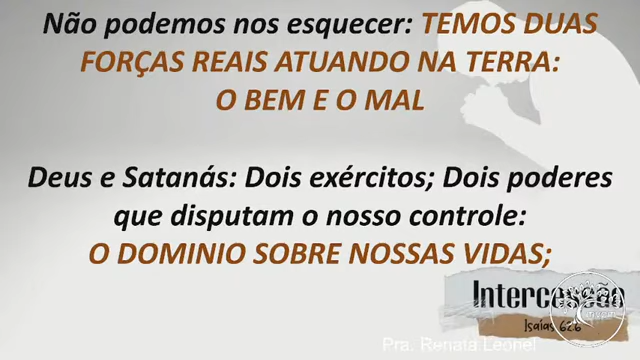 Não podemos nos esquecer: TEMOS DUAS
FORÇAS REAIS ATUANDO NA TERRA:
O BEM E O MAL
Deus e Satanás: Dois exércitos; Dois poderes
que disputam o nosso controle:
O DOMINIO SOBRE NOSSAS VIDAS;
Intercessão
Isaías 62:6
Pra. Renata Leonel